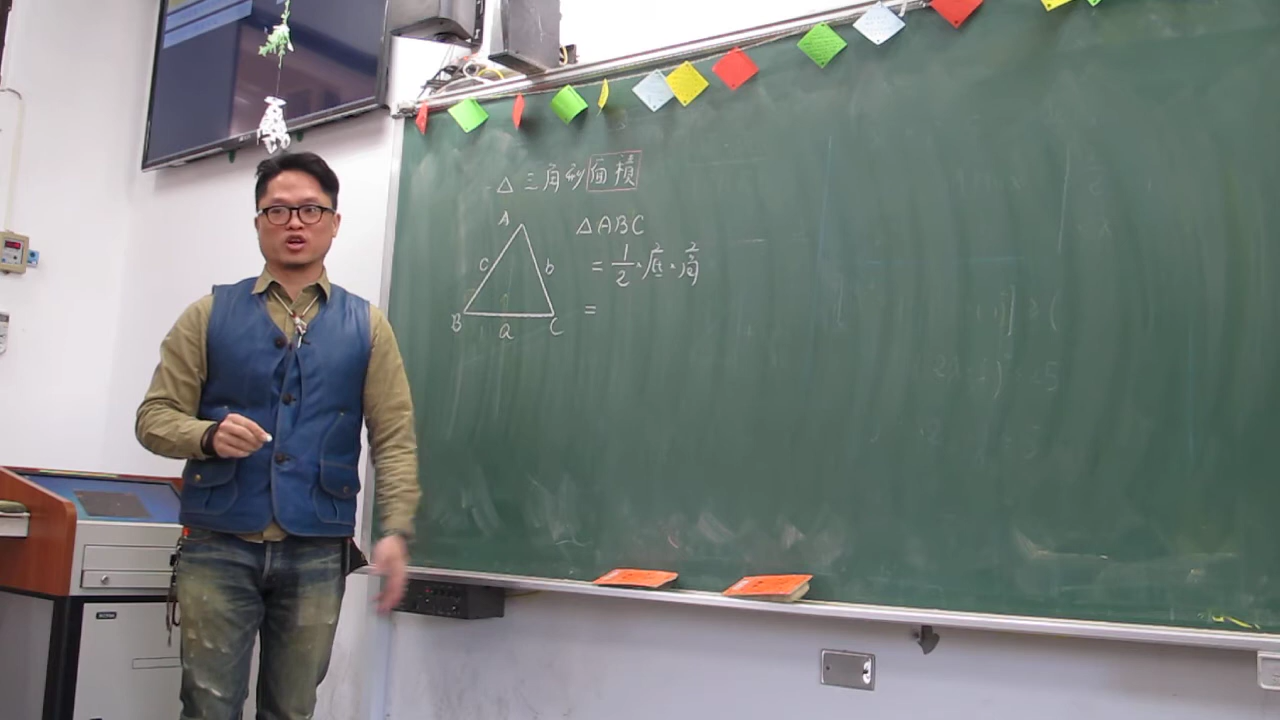 △三角形面積
A
△ABC
c b
= 1/2 · 底 · 高
B a C
=